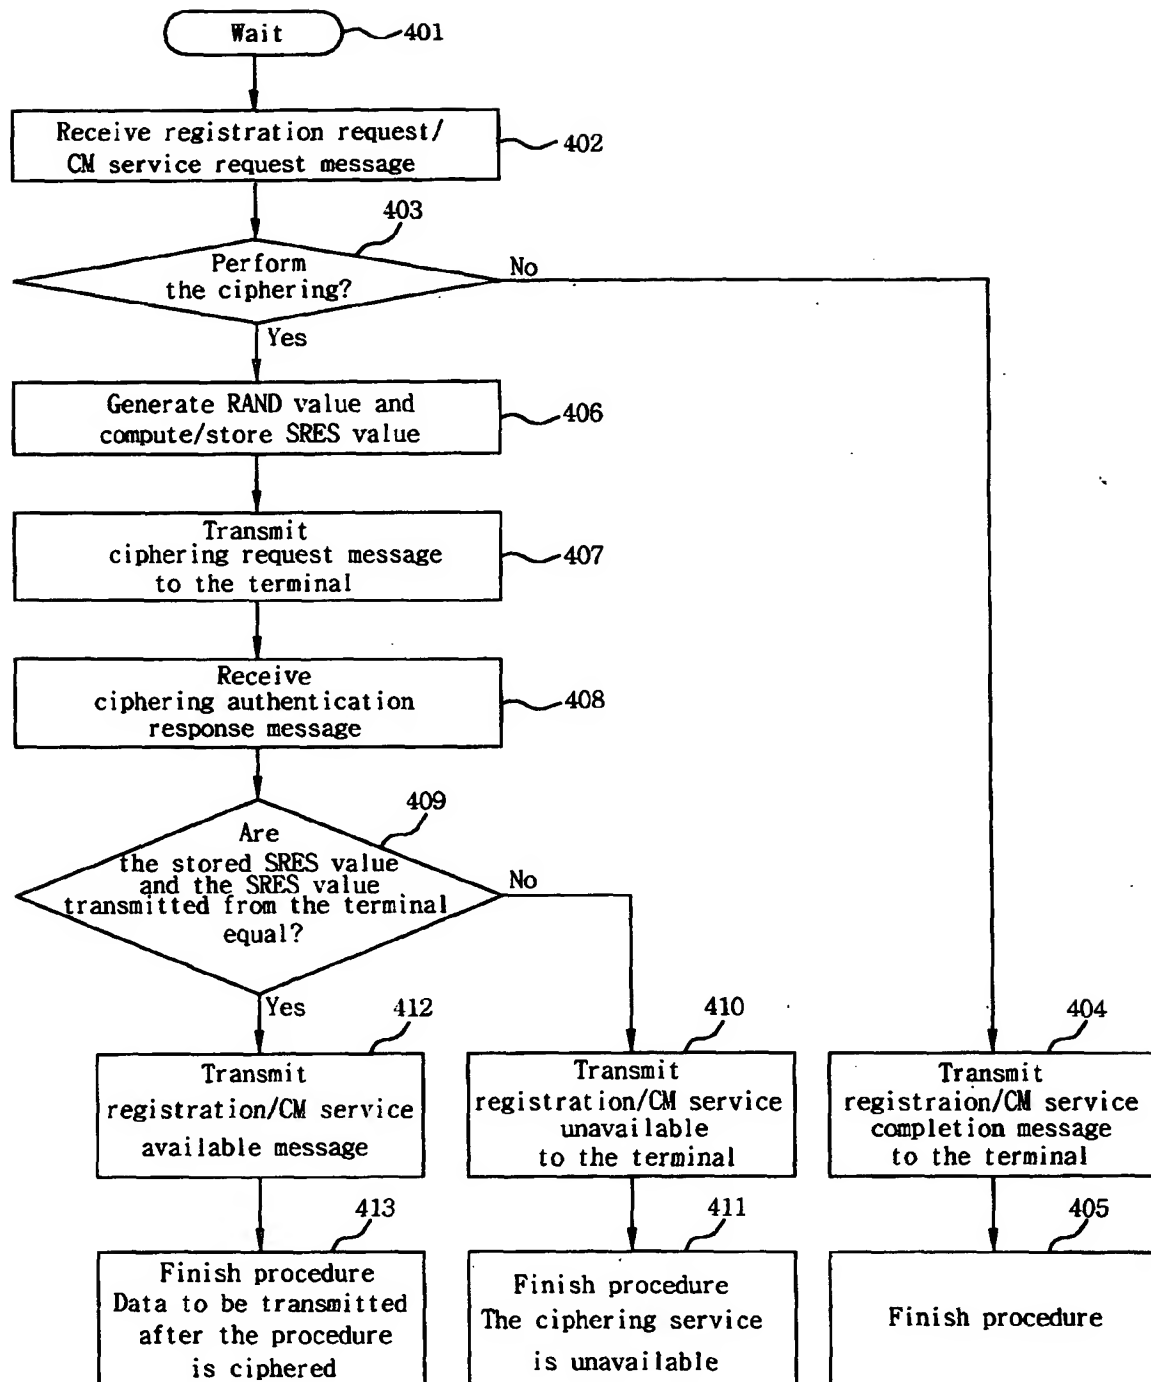 Wait
401
Receive registration request/
CM service request message
402
403
Perform
the ciphering?
No
Yes
Generate RAND value and
compute/store SRES value
406
Transmit
ciphering request message
to the terminal
407
Receive
ciphering authentication
response message
408
409
Are
the stored SRES value
and the SRES value
transmitted from the terminal
equal?
No
Yes
412
Transmit
registration/CM service
available message
410
Transmit
registration/CM service
unavailable
to the terminal
404
Transmit
registraion/CM service
completion message
to the terminal
413
Finish procedure
Data to be transmitted
after the procedure
is ciphered
411
Finish procedure
The ciphering service
is unavailable
405
Finish procedure